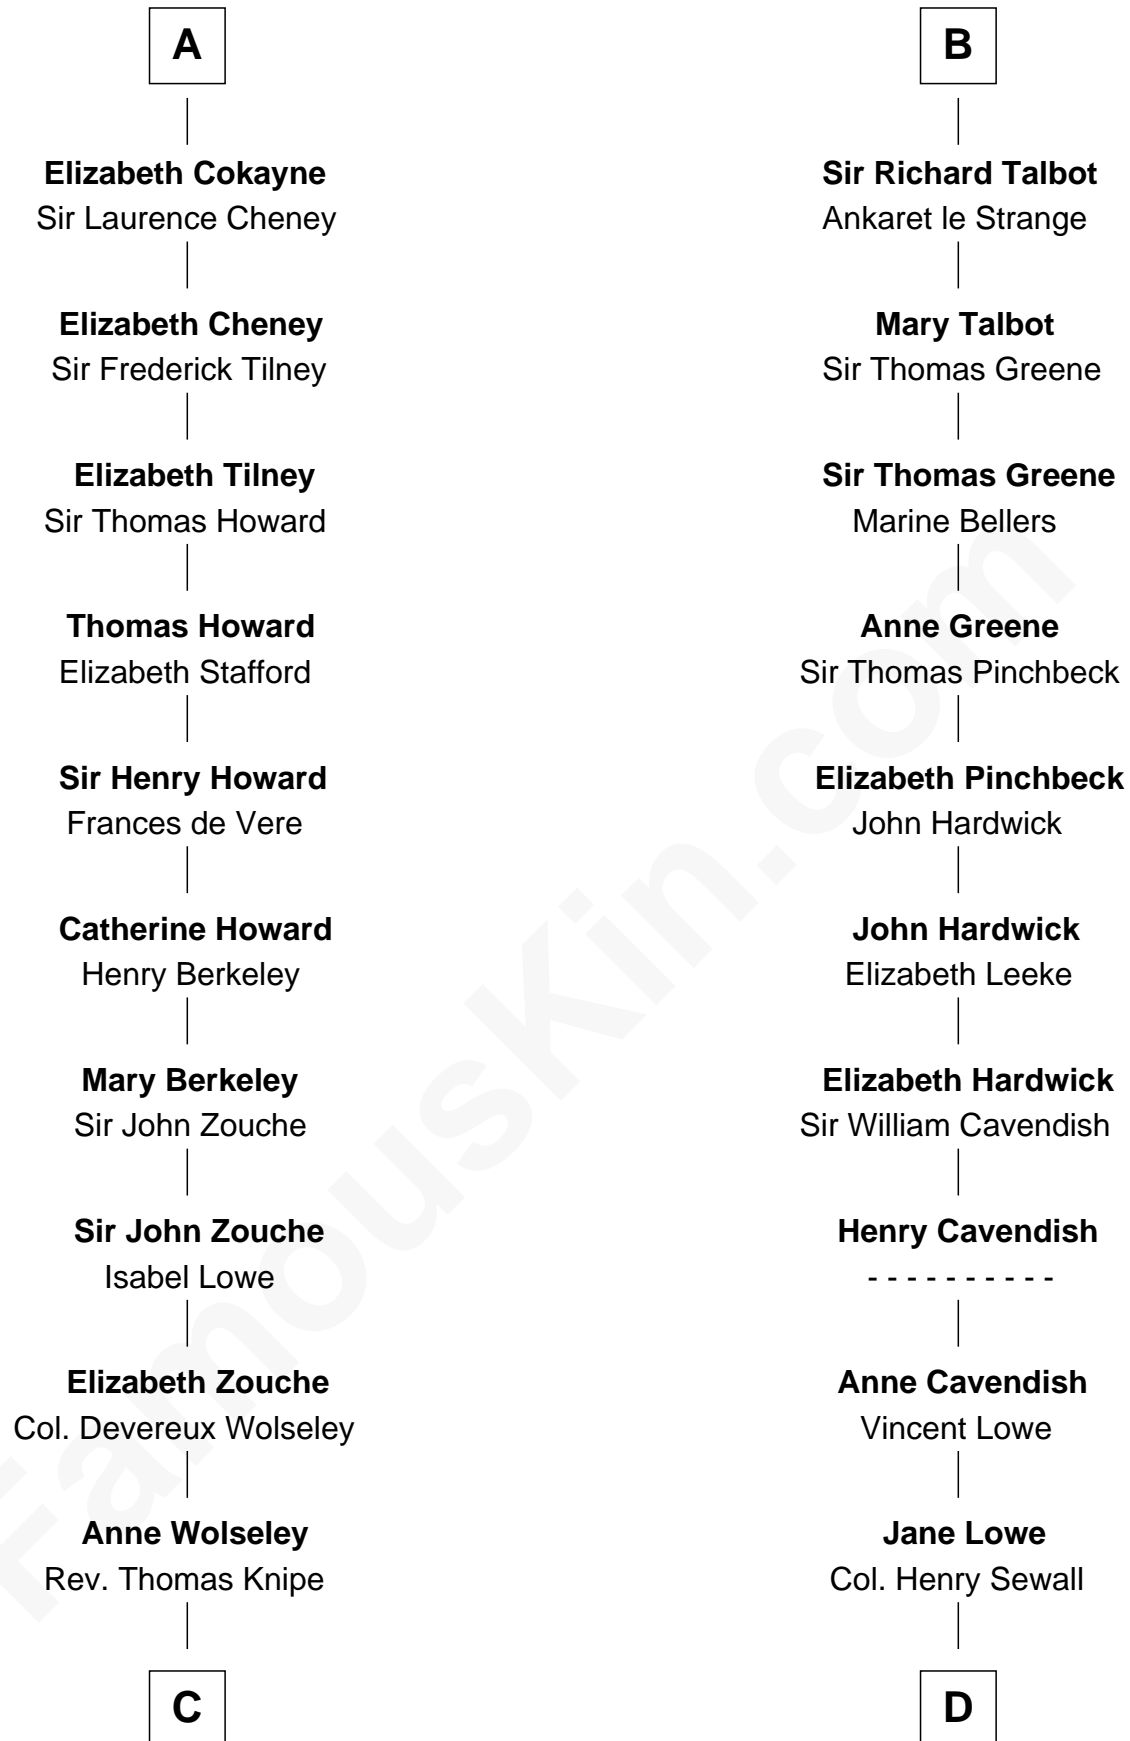 A
Elizabeth Cokayne
Sir Laurence Cheney
Elizabeth Cheney
Sir Frederick Tilney
Elizabeth Tilney
Sir Thomas Howard
Thomas Howard
Elizabeth Stafford
Sir Henry Howard
Frances de Vere
Catherine Howard
Henry Berkeley
Mary Berkeley
Sir John Zouche
Sir John Zouche
Isabel Lowe
Elizabeth Zouche
Col. Devereux Wolseley
Anne Wolseley
Rev. Thomas Knipe
C
B
Sir Richard Talbot
Ankaret le Strange
Mary Talbot
Sir Thomas Greene
Sir Thomas Greene
Marine Bellers
Anne Greene
Sir Thomas Pinchbeck
Elizabeth Pinchbeck
John Hardwick
John Hardwick
Elizabeth Leeke
Elizabeth Hardwick
Sir William Cavendish
Henry Cavendish
- - - - - - - - - -
Anne Cavendish
Vincent Lowe
Jane Lowe
Col. Henry Sewall
D
FamousKin.com